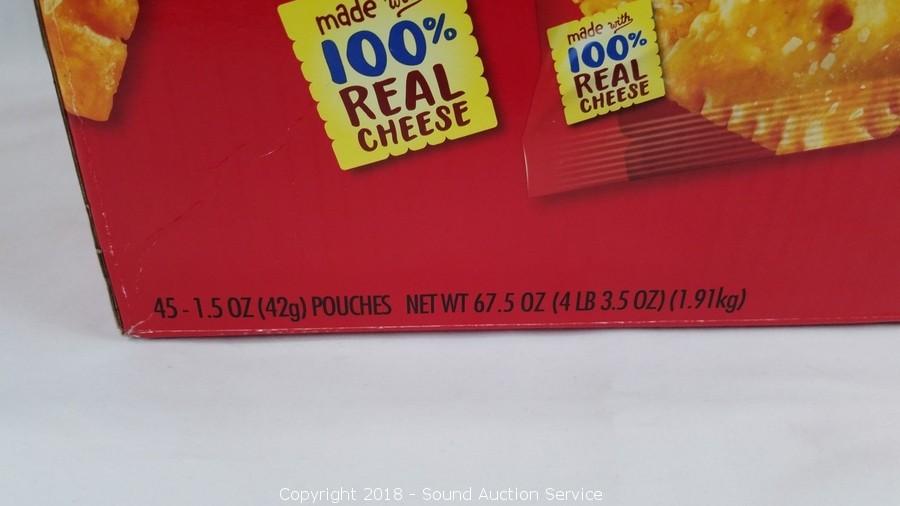 made with
100%
REAL
CHEESE
made with
100%
REAL
CHEESE
45 - 1.5 OZ (42g) POUCHES NET WT 67.5 OZ (4 LB 3.5 OZ) (1.91kg)
Copyright 2018 - Sound Auction Service